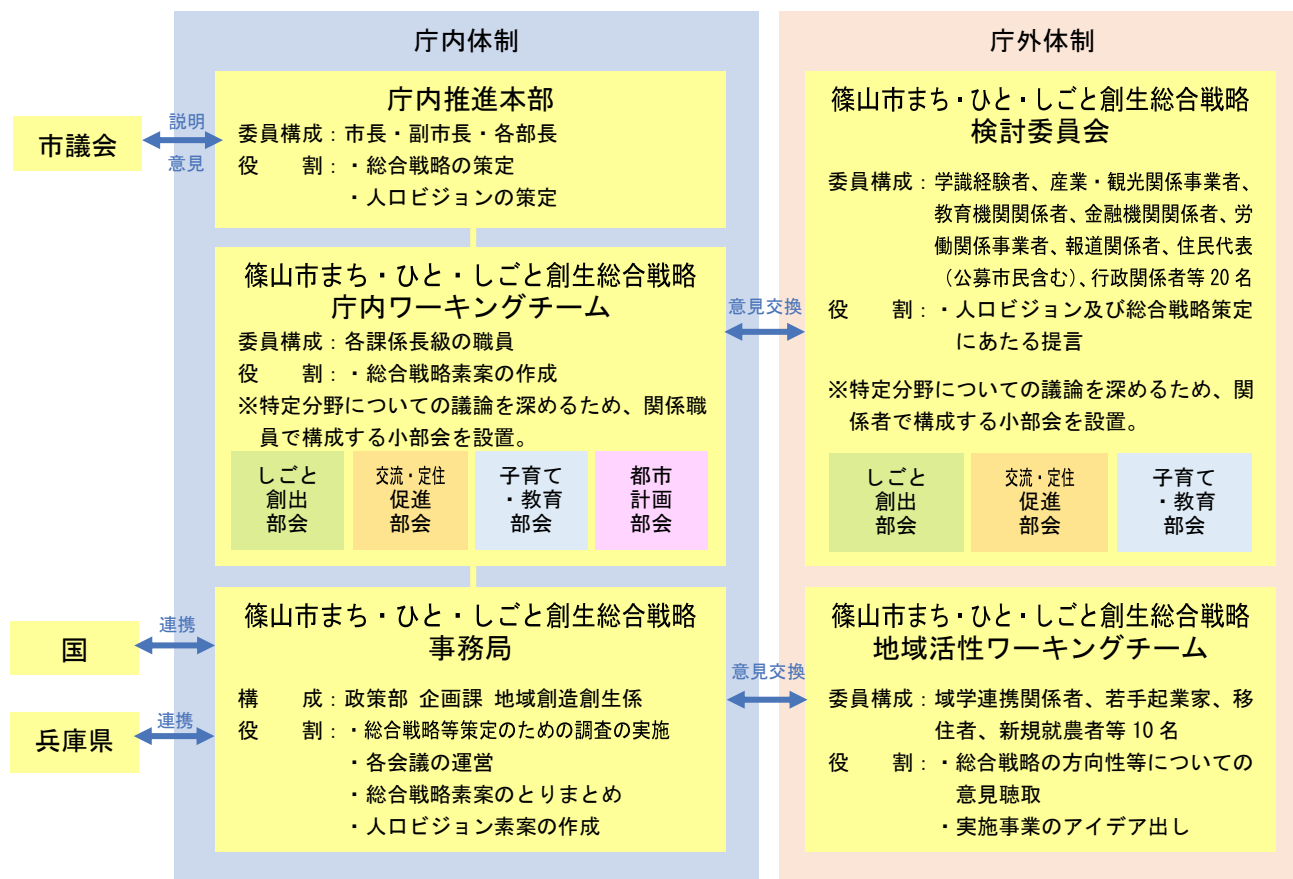 庁内体制
庁内推進本部
委員構成：市長・副市長・各部長
役　　割：・総合戦略の策定
・人口ビジョンの策定
市議会
説明
意見
篠山市まち・ひと・しごと創生総合戦略
庁内ワーキングチーム
委員構成：各課係長級の職員
役　　割：・総合戦略素案の作成
※特定分野についての議論を深めるため、関係職
員で構成する小部会を設置。
しごと
創出
部会
交流・定住
促進
部会
子育て
・教育
部会
都市
計画
部会
篠山市まち・ひと・しごと創生総合戦略
事務局
構　　成：政策部 企画課 地域創造創生係
役　　割：・総合戦略等策定のための調査の実施
・各会議の運営
・総合戦略素案のとりまとめ
・人口ビジョン素案の作成
国
連携
兵庫県
連携
意見交換
意見交換
庁外体制
篠山市まち・ひと・しごと創生総合戦略
検討委員会
委員構成：学識経験者、産業・観光関係事業者、
教育機関関係者、金融機関関係者、労
働関係事業者、報道関係者、住民代表
（公募市民含む）、行政関係者等 20 名
役　　割：・人口ビジョン及び総合戦略策定
にあたる提言
※特定分野についての議論を深めるため、関
係者で構成する小部会を設置。
しごと
創出
部会
交流・定住
促進
部会
子育て
・教育
部会
篠山市まち・ひと・しごと創生総合戦略
地域活性ワーキングチーム
委員構成：域学連携関係者、若手起業家、移
住者、新規就農者等 10 名
役　　割：・総合戦略の方向性等についての
意見聴取
・実施事業のアイデア出し